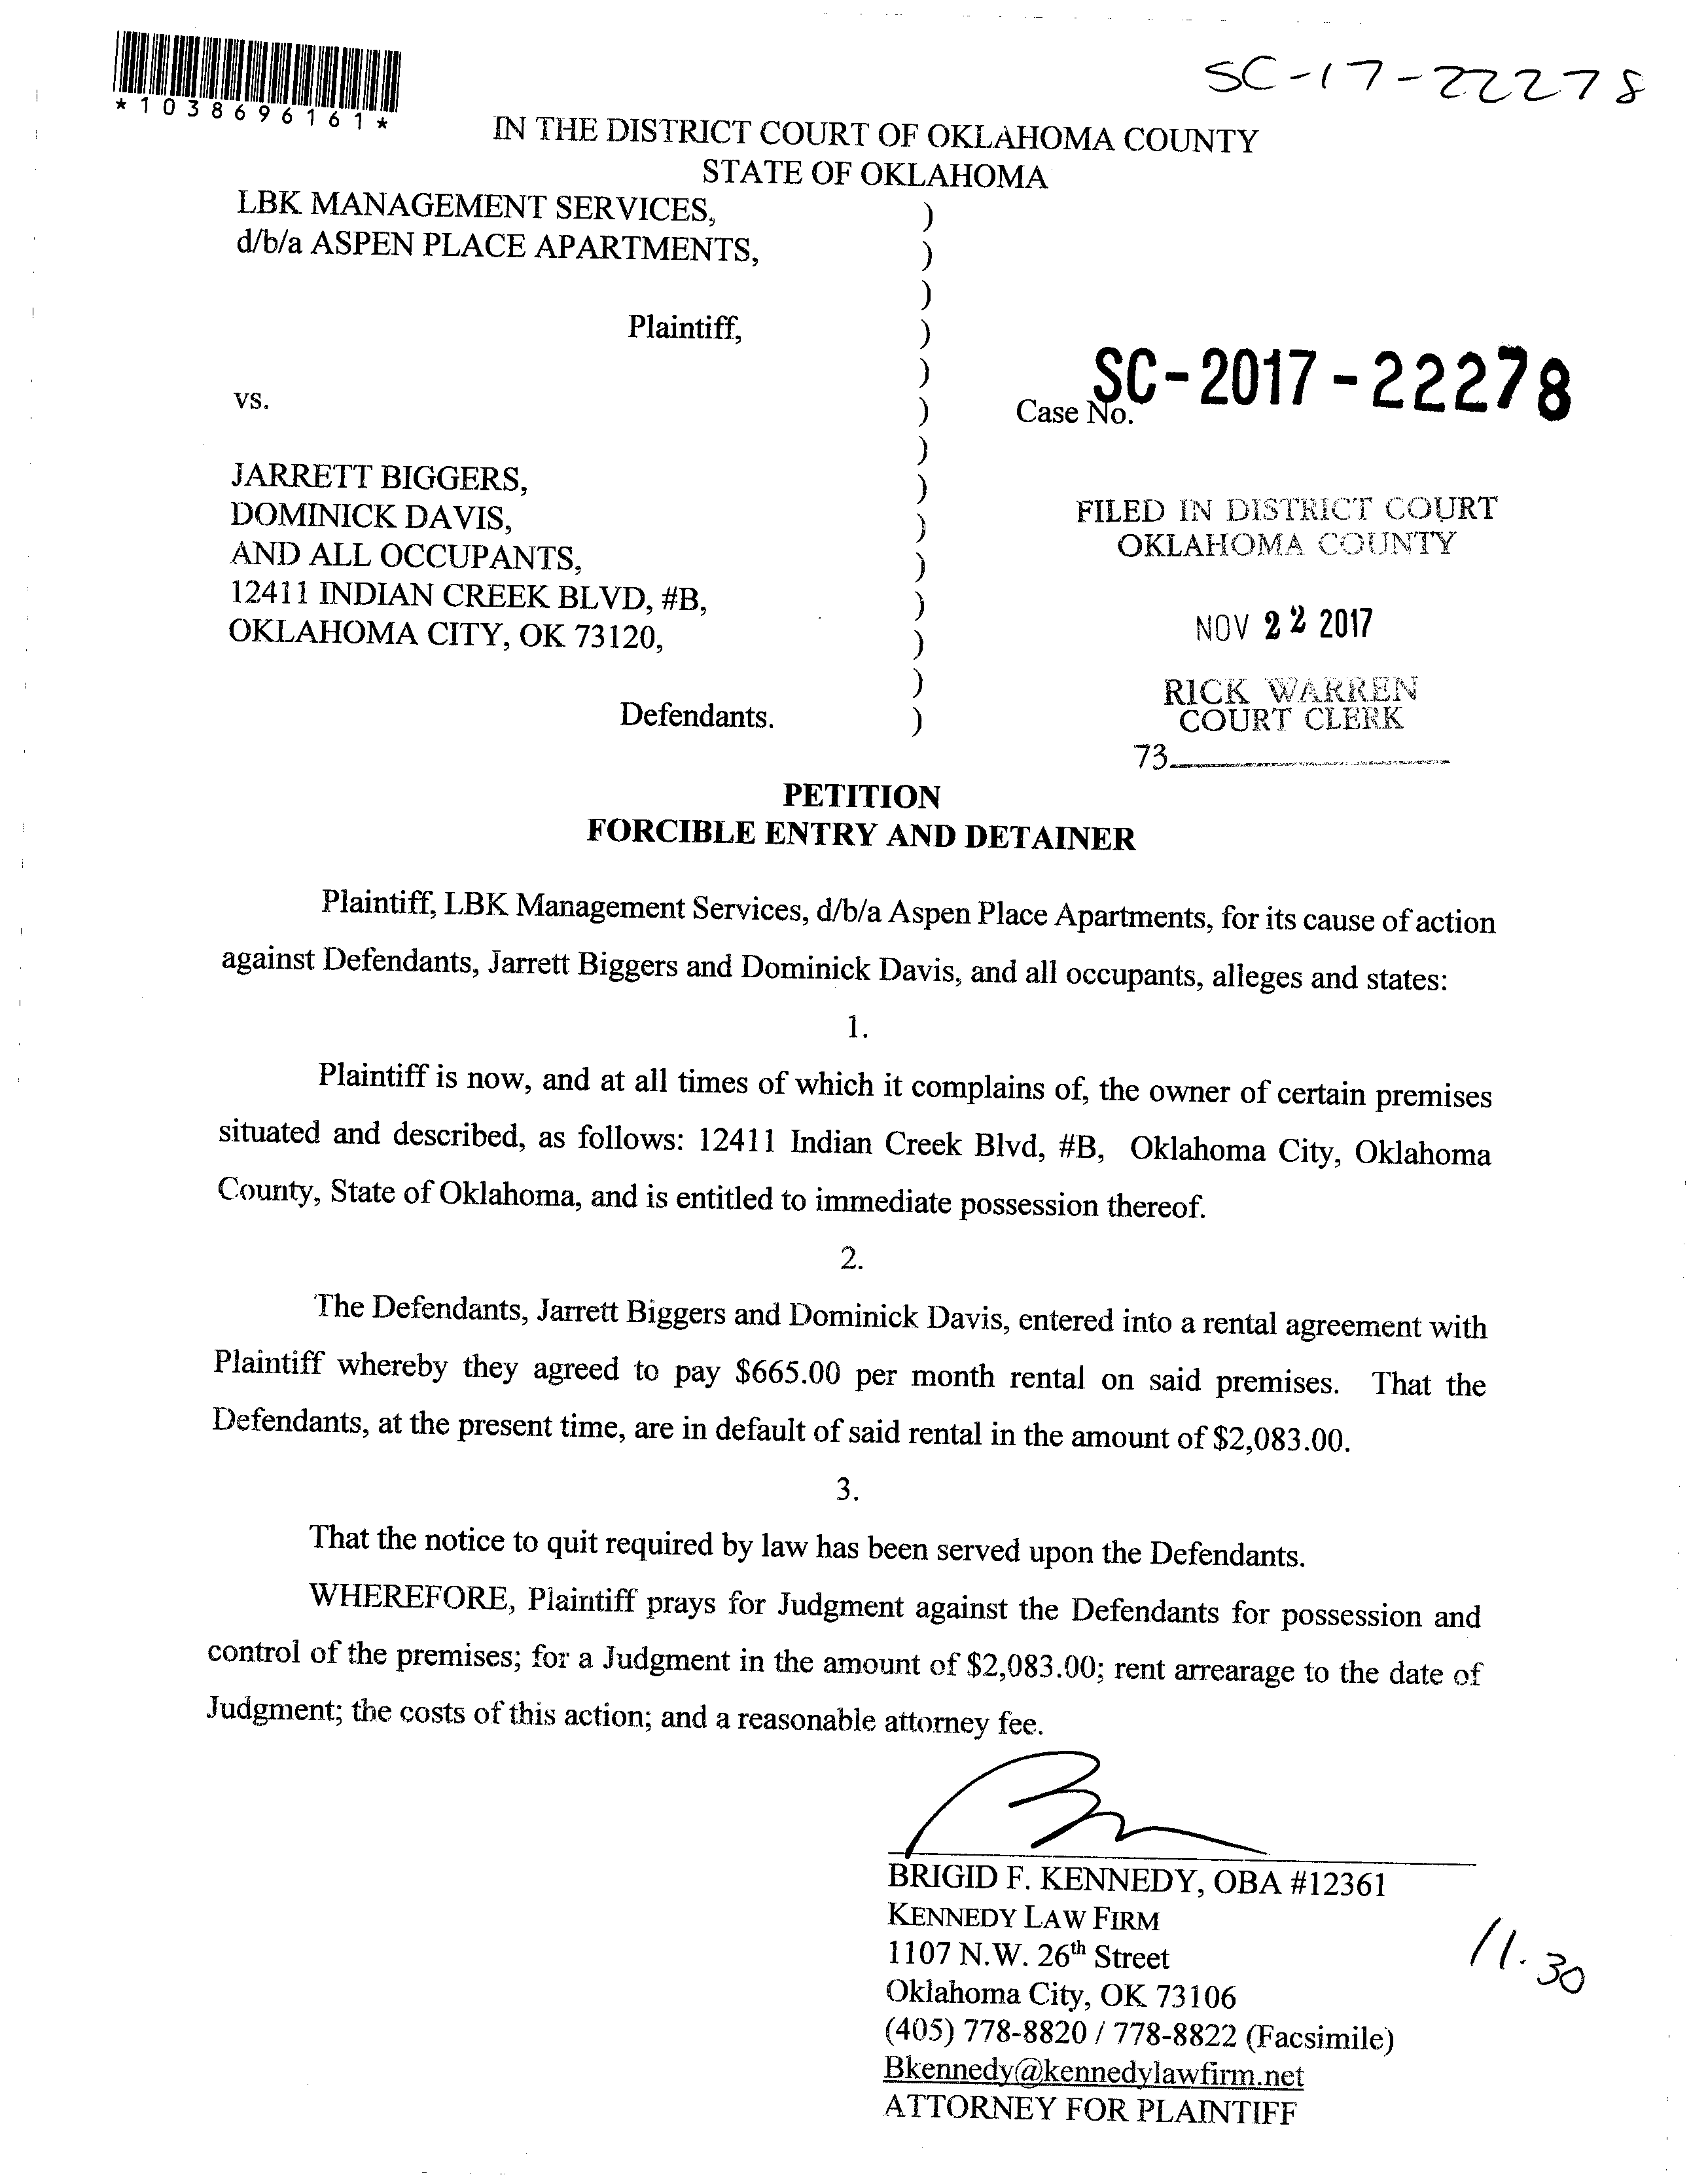 SC-17-22278
*1038696161*
IN THE DISTRICT COURT OF OKLAHOMA COUNTY
STATE OF OKLAHOMA
LBK MANAGEMENT SERVICES, )
d/b/a ASPEN PLACE APARTMENTS, )
)
Plaintiff, )
)
vs. ) Case No. SC-2017-22278
)
JARRETT BIGGERS, )
DOMINICK DAVIS, )
AND ALL OCCUPANTS, )
12411 INDIAN CREEK BLVD, #B, )
OKLAHOMA CITY, OK 73120, )
)
Defendants. )
FILED IN DISTRICT COURT
OKLAHOMA COUNTY
NOV 22 2017
RICK WARREN
COURT CLERK
73
PETITION
FORCIBLE ENTRY AND DETAINER
Plaintiff, LBK Management Services, d/b/a Aspen Place Apartments, for its cause of action
against Defendants, Jarrett Biggers and Dominick Davis, and all occupants, alleges and states:
1.
Plaintiff is now, and at all times of which it complains of, the owner of certain premises
situated and described, as follows: 12411 Indian Creek Blvd, #B, Oklahoma City, Oklahoma
County, State of Oklahoma, and is entitled to immediate possession thereof.
2.
The Defendants, Jarrett Biggers and Dominick Davis, entered into a rental agreement with
Plaintiff whereby they agreed to pay $665.00 per month rental on said premises. That the
Defendants, at the present time, are in default of said rental in the amount of $2,083.00.
3.
That the notice to quit required by law has been served upon the Defendants.
WHEREFORE, Plaintiff prays for Judgment against the Defendants for possession and
control of the premises; for a Judgment in the amount of $2,083.00; rent arrearage to the date of
Judgment; the costs of this action; and a reasonable attorney fee.
BRIGID F. KENNEDY, OBA #12361
KENNEDY LAW FIRM
1107 N.W. 26th Street
Oklahoma City, OK 73106
(405) 778-8820 / 778-8822 (Facsimile)
Bkennedy@kennedylawfirm.net
ATTORNEY FOR PLAINTIFF
11.30